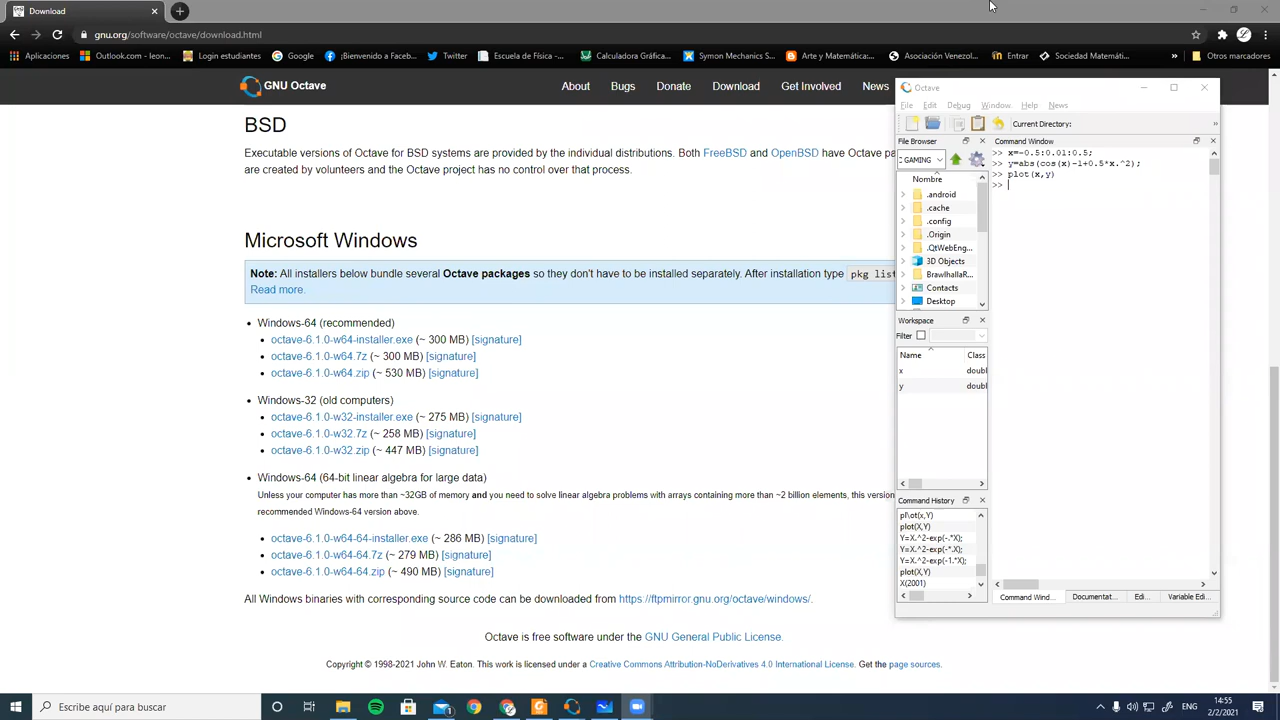 Download
gnu.org/software/octave/download.html
Aplicaciones
Outlook.com - leon...
Login estudiantes
Google
¡Bienvenido a Faceb...
Twitter
Escuela de Física -...
Calculadora Gráfica...
Symon Mechanics S...
Arte y Matemática:...
Asociación Venezol...
Entrar
Sociedad Matemáti...
»
Otros marcadores
GNU Octave
About
Bugs
Donate
Download
Get Involved
News
BSD
Executable versions of Octave for BSD systems are provided by the individual distributions. Both FreeBSD and OpenBSD have Octave pa
are created by volunteers and the Octave project has no control over that process.
Microsoft Windows
Note: All installers below bundle several Octave packages so they don't have to be installed separately. After installation type pkg list
Read more.
Windows-64 (recommended)
octave-6.1.0-w64-installer.exe (~ 300 MB) [signature]
octave-6.1.0-w64.7z (~ 300 MB) [signature]
octave-6.1.0-w64.zip (~ 530 MB) [signature]
Windows-32 (old computers)
octave-6.1.0-w32-installer.exe (~ 275 MB) [signature]
octave-6.1.0-w32.7z (~ 258 MB) [signature]
octave-6.1.0-w32.zip (~ 447 MB) [signature]
Windows-64 (64-bit linear algebra for large data)
Unless your computer has more than ~32GB of memory and you need to solve linear algebra problems with arrays containing more than ~2 billion elements, this version
recommended Windows-64 version above.
octave-6.1.0-w64-64-installer.exe (~ 286 MB) [signature]
octave-6.1.0-w64-64.7z (~ 279 MB) [signature]
octave-6.1.0-w64-64.zip (~ 490 MB) [signature]
All Windows binaries with corresponding source code can be downloaded from https://ftpmirror.gnu.org/octave/windows/.
Octave is free software under the GNU General Public License.
Copyright © 1998-2021 John W. Eaton. This work is licensed under a Creative Commons Attribution-NoDerivatives 4.0 International License. Get the page sources.
Octave
File Edit Debug Window Help News
Current Directory:
»
File Browser
C GAMING
Nombre
.android
.cache
.config
.Origin
.QtWebEng...
3D Objects
BrawlhallaR...
Contacts
Desktop
Workspace
Filter
Name
Class
x
doubl
y
doubl
Command History
pl\ot(x,Y)
plot(X,Y)
Y=X.^2-exp(-.*X);
Y=X.^2-exp(-*.X);
Y=X.^2-exp(-1.*X);
plot(X,Y)
X(2001)
Command Window
>> x=-0.5:0.01:0.5;
>> y=abs(cos(x)-1+0.5*x.^2);
>> plot(x,y)
>>
Command Wind...
Documentat...
Edi...
Variable Edi...
Escribe aquí para buscar
ENG
14:55
2/2/2021